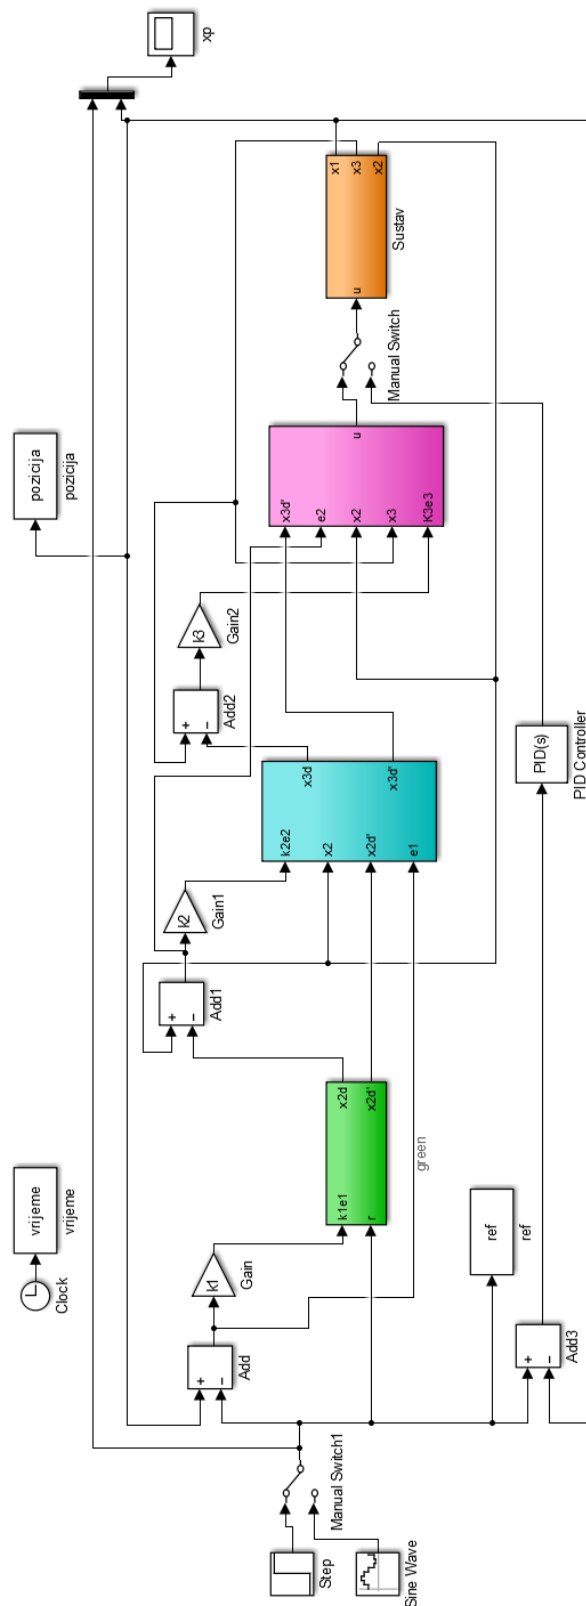 Step
Sine Wave
Manual Switch1
Clock
vrijeme
vrijeme
+
−
Add
k1
Gain
ref
ref
+
−
Add3
k1e1
r
x2d
x2d'
green
+
−
Add1
k2
Gain1
k2e2
x2
x2d'
e1
x3d
x3d'
+
−
Add2
k3
Gain2
PID(s)
PID Controller
pozicija
pozicija
x3d'
e2
x2
x3
K3e3
u
Manual Switch
u
x1
x3
x2
Sustav
xp